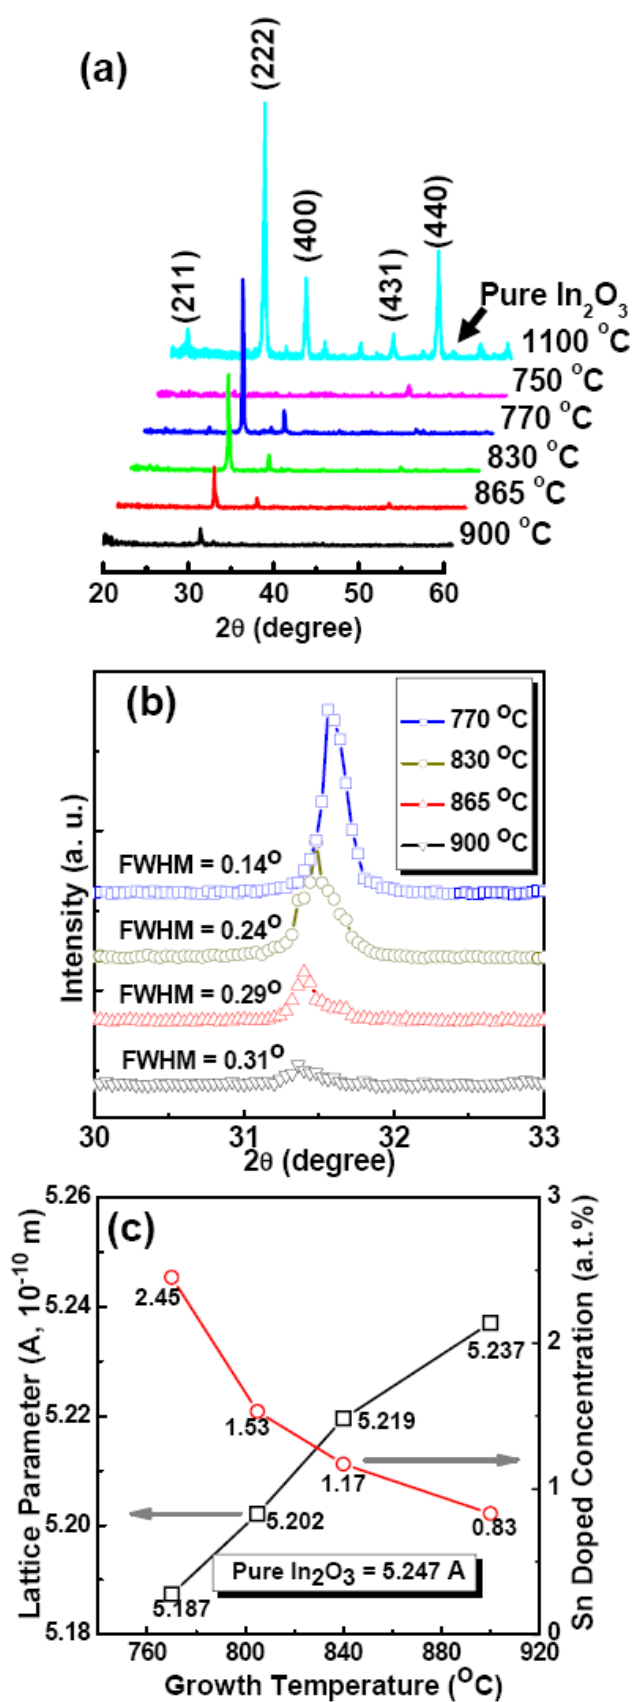 (a)
(222)
(400)
(440)
(211)
(431)
Pure In₂O₃
1100 °C
750 °C
770 °C
830 °C
865 °C
900 °C
20 30 40 50 60
2θ (degree)
(b)
770 °C
830 °C
865 °C
900 °C
Intensity (a. u.)
FWHM = 0.14°
FWHM = 0.24°
FWHM = 0.29°
FWHM = 0.31°
30 31 32 33
2θ (degree)
(c)
Lattice Parameter (A, 10⁻¹⁰ m)
5.26
5.24
5.22
5.20
5.18
Sn Doped Concentration (a.t.%)
3
2
1
0
2.45
1.53
1.17
0.83
5.237
5.219
5.202
5.187
Pure In₂O₃ = 5.247 A
760 800 840 880 920
Growth Temperature (°C)